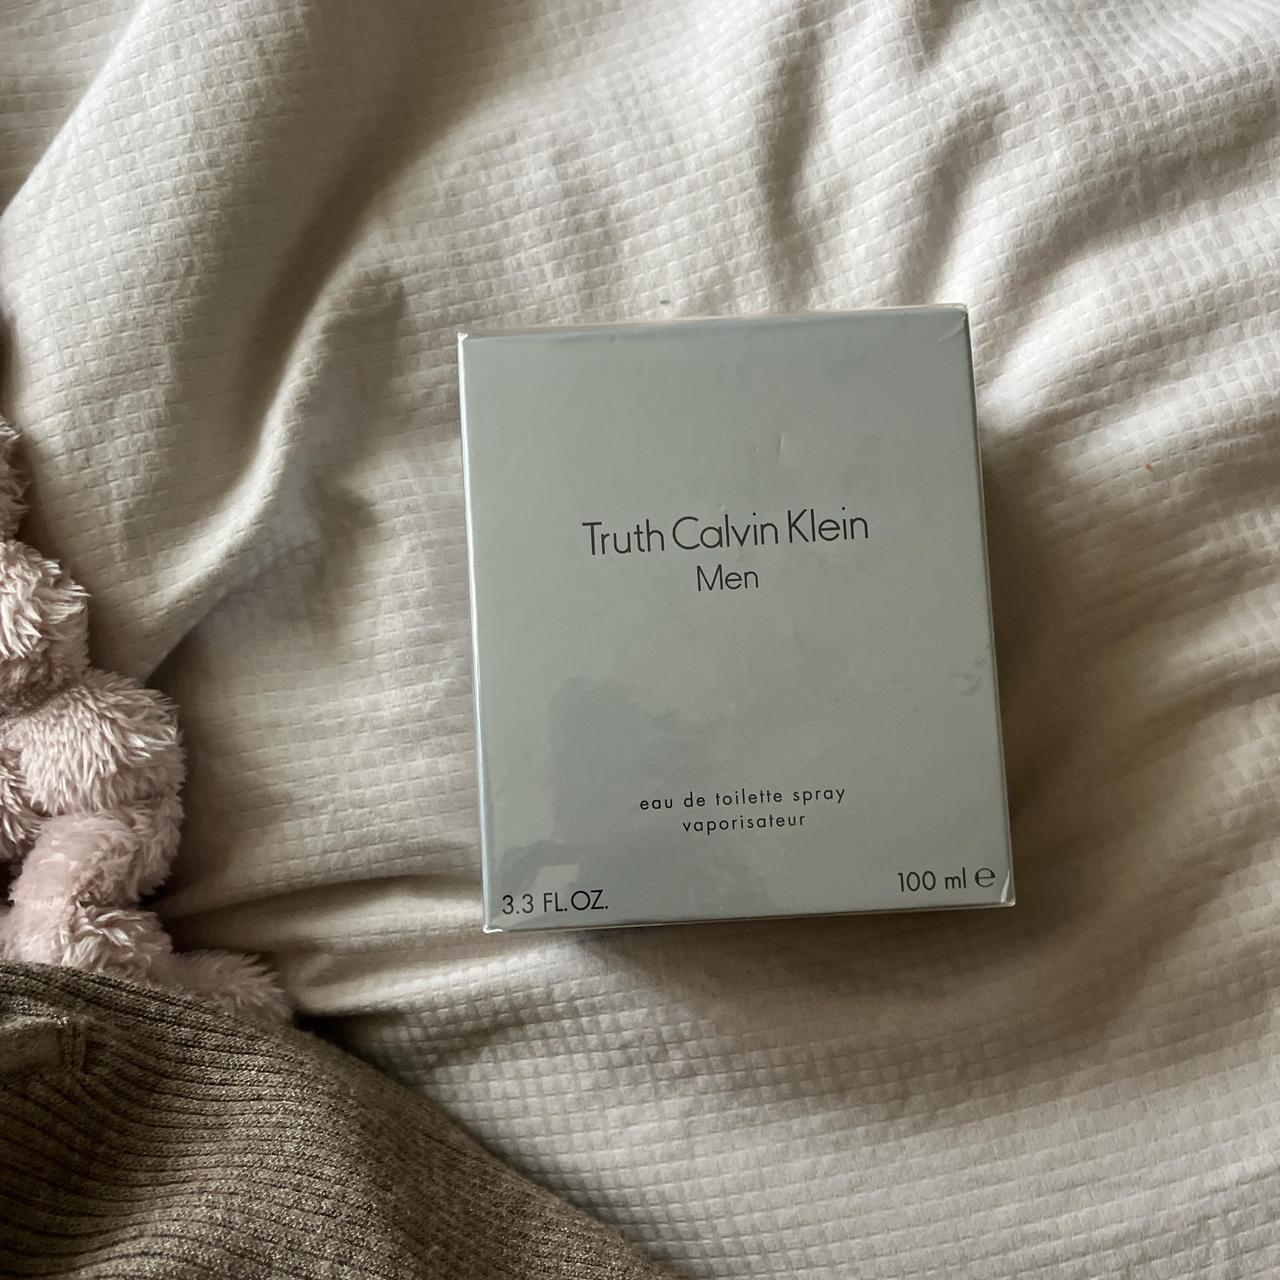 Truth Calvin Klein
Men
eau de toilette spray
vaporisateur
3.3 FL.OZ.
100 ml ℮